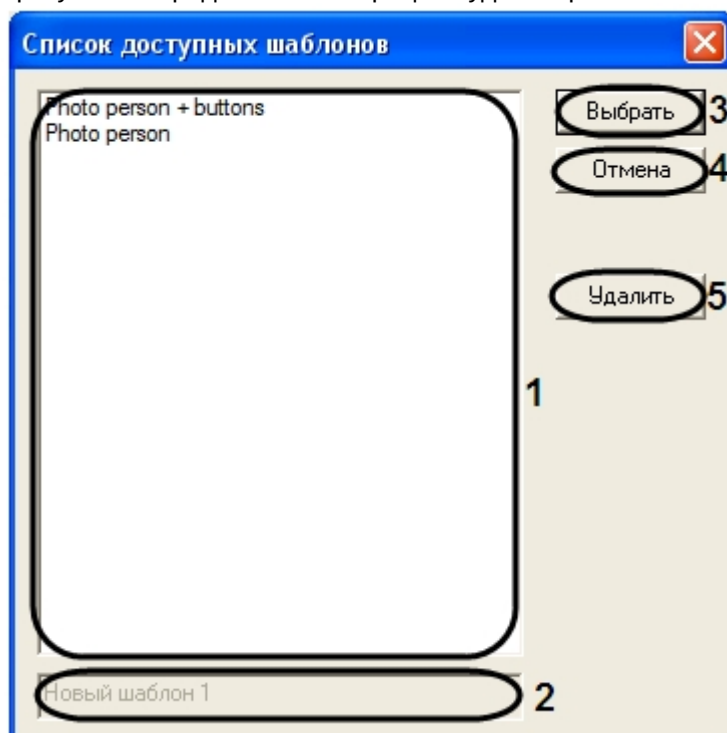 Список доступных шаблонов
Photo person + buttons
Photo person
Выбрать
3
Отмена
4
Удалить
5
1
Новый шаблон 1
2